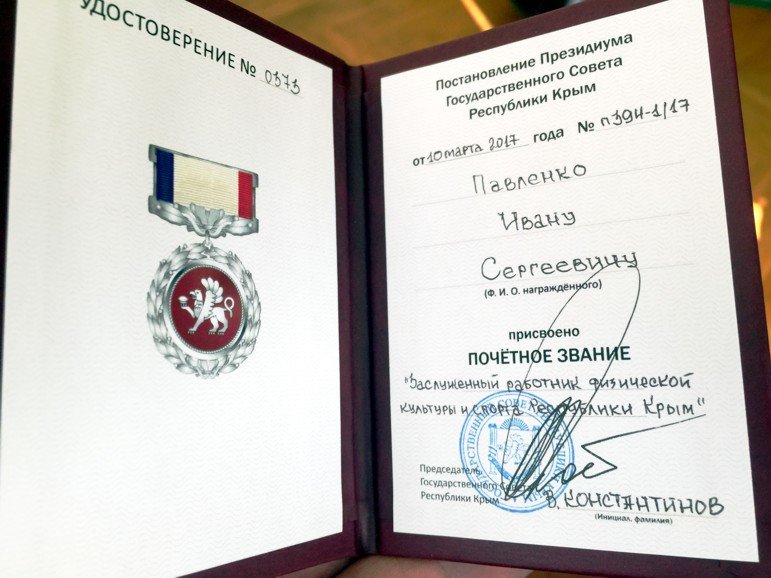 УДОСТОВЕРЕНИЕ № 0373
Постановление Президиума
Государственного Совета
Республики Крым
от 10 марта 2017 года № п394-1/17
Павленко
Ивану
Сергеевичу
(Ф. И. О. награждённого)
присвоено
ПОЧЁТНОЕ ЗВАНИЕ
"Заслуженный работник физической
культуры и спорта Республики Крым"
Председатель
Государственного Совета
Республики Крым
В. КОНСТАНТИНОВ
(Инициал, фамилия)